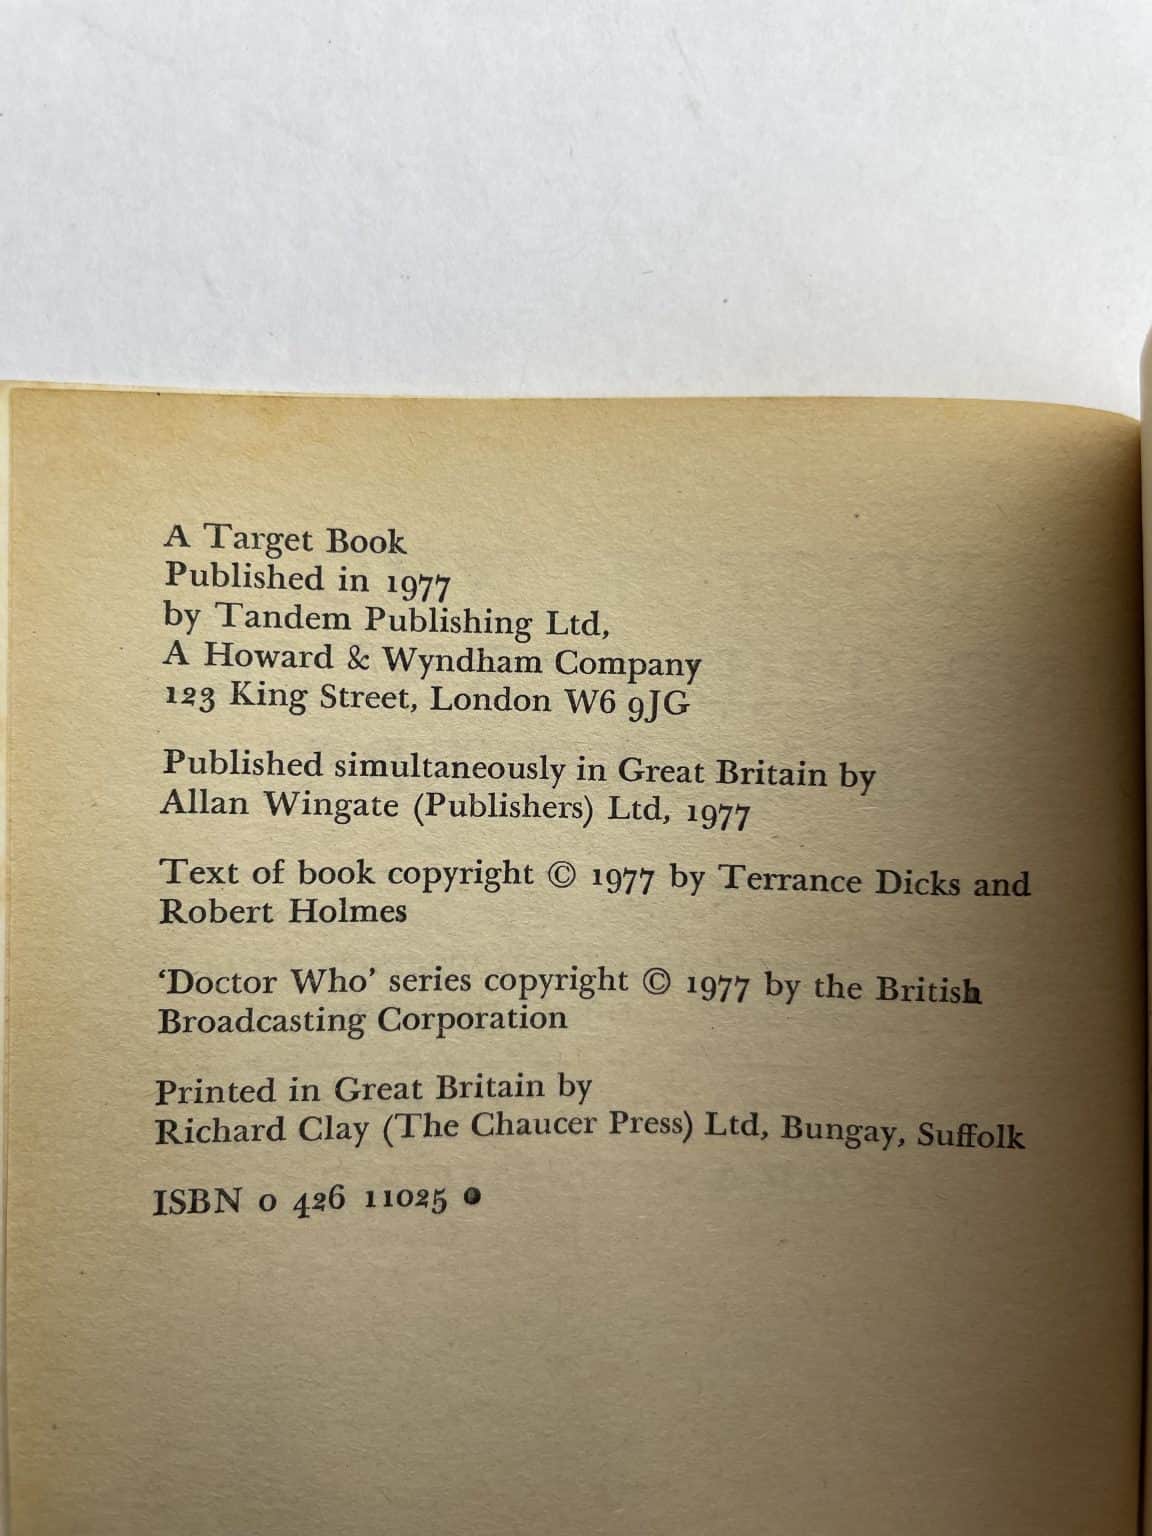 A Target Book
Published in 1977
by Tandem Publishing Ltd,
A Howard & Wyndham Company
123 King Street, London W6 9JG
Published simultaneously in Great Britain by
Allan Wingate (Publishers) Ltd, 1977
Text of book copyright © 1977 by Terrance Dicks and
Robert Holmes
‘Doctor Who’ series copyright © 1977 by the British
Broadcasting Corporation
Printed in Great Britain by
Richard Clay (The Chaucer Press) Ltd, Bungay, Suffolk
ISBN 0 426 11025 0